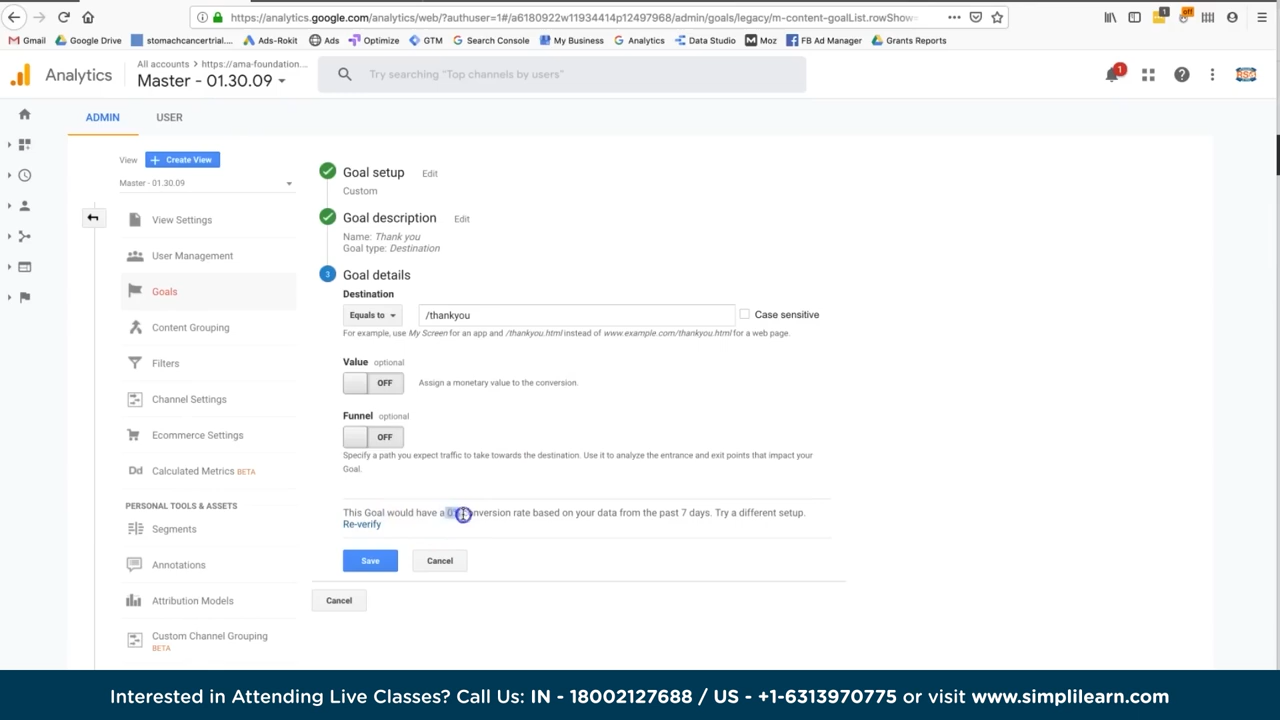 https://analytics.google.com/analytics/web/?authuser=1#/a6180922w11934414p12497968/admin/goals/legacy/m-content-goalList.rowShow=
Gmail Google Drive stomachcancertrial.... Ads-Rokit Ads Optimize GTM Search Console My Business Analytics Data Studio Moz FB Ad Manager Grants Reports
1 off
Analytics
All accounts > https://ama-foundation...
Master - 01.30.09
Try searching "Top channels by users"
1
ADMIN USER
View + Create View
Master - 01.30.09
View Settings
User Management
Goals
Content Grouping
Filters
Channel Settings
Ecommerce Settings
Dd Calculated Metrics BETA
PERSONAL TOOLS & ASSETS
Segments
Annotations
Attribution Models
Custom Channel Grouping
BETA
Goal setup Edit
Custom
Goal description Edit
Name: Thank you
Goal type: Destination
3 Goal details
Destination
Equals to /thankyou Case sensitive
For example, use My Screen for an app and /thankyou.html instead of www.example.com/thankyou.html for a web page.
Value optional
OFF Assign a monetary value to the conversion.
Funnel optional
OFF
Specify a path you expect traffic to take towards the destination. Use it to analyze the entrance and exit points that impact your
Goal.
This Goal would have a conversion rate based on your data from the past 7 days. Try a different setup.
Re-verify
Save Cancel
Cancel
Interested in Attending Live Classes? Call Us: IN - 18002127688 / US - +1-6313970775 or visit www.simplilearn.com